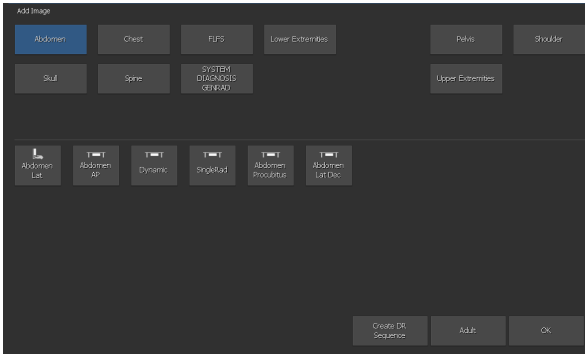 Add Image
Abdomen
Chest
FLFS
Lower Extremities
Pelvis
Shoulder
Skull
Spine
SYSTEM
DIAGNOSIS
GENRAD
Upper Extremities
Abdomen
Lat
Abdomen
AP
Dynamic
SingleRad
Abdomen
Procubitus
Abdomen
Lat Dec
Create DR
Sequence
Adult
OK